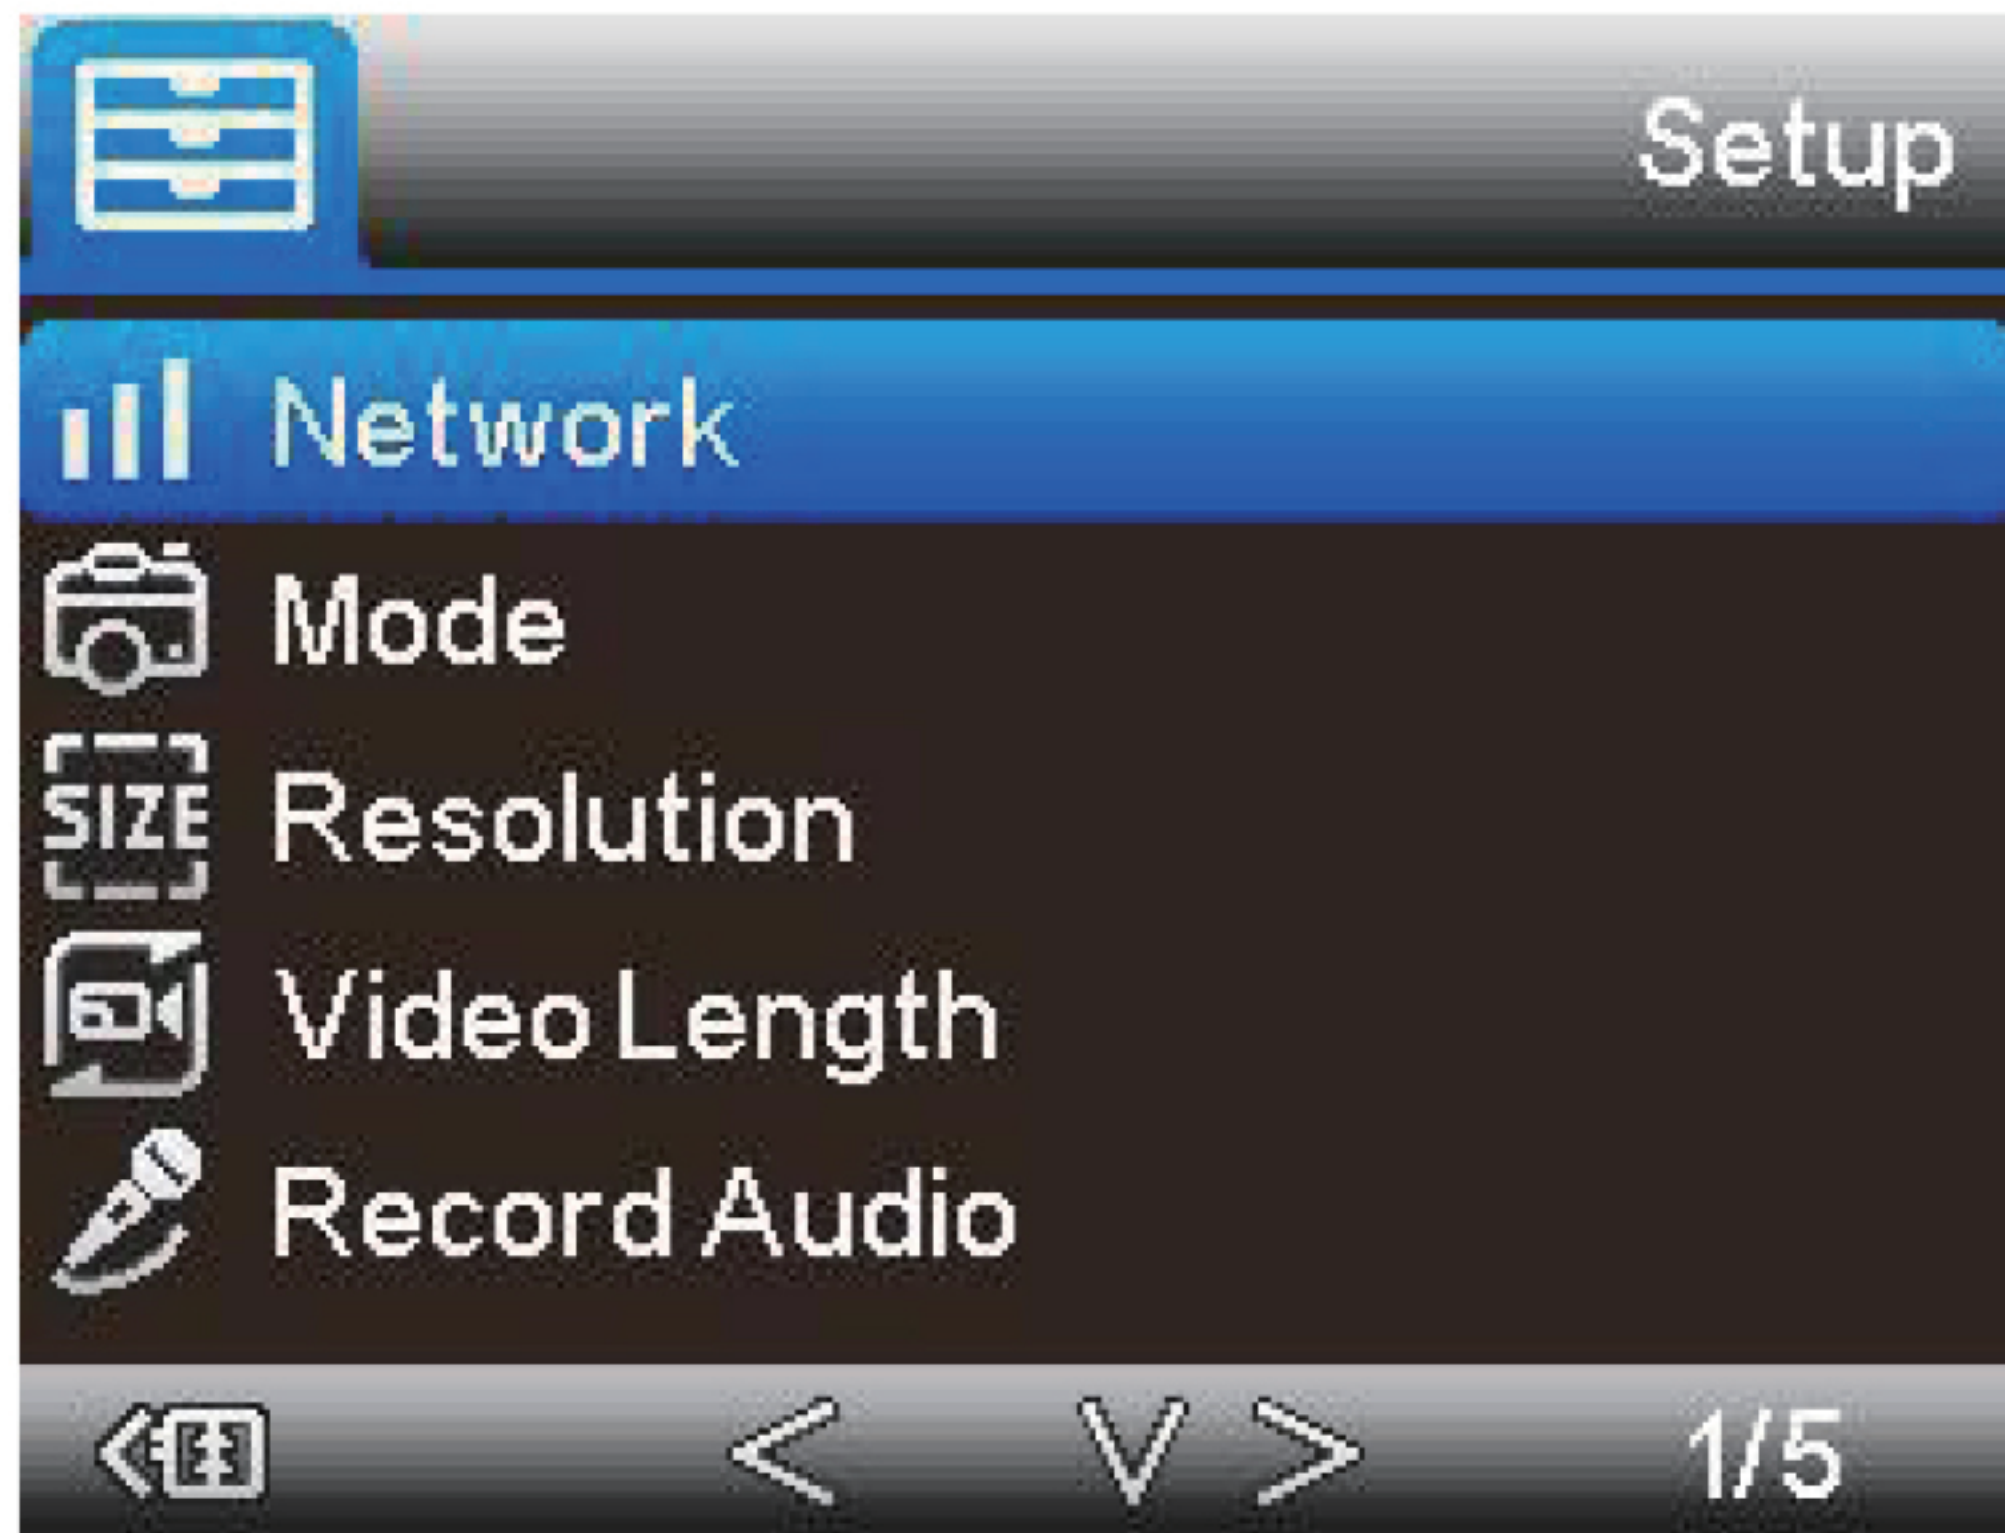 Setup
Network
Mode
SIZE Resolution
Video Length
Record Audio
< V > 1/5